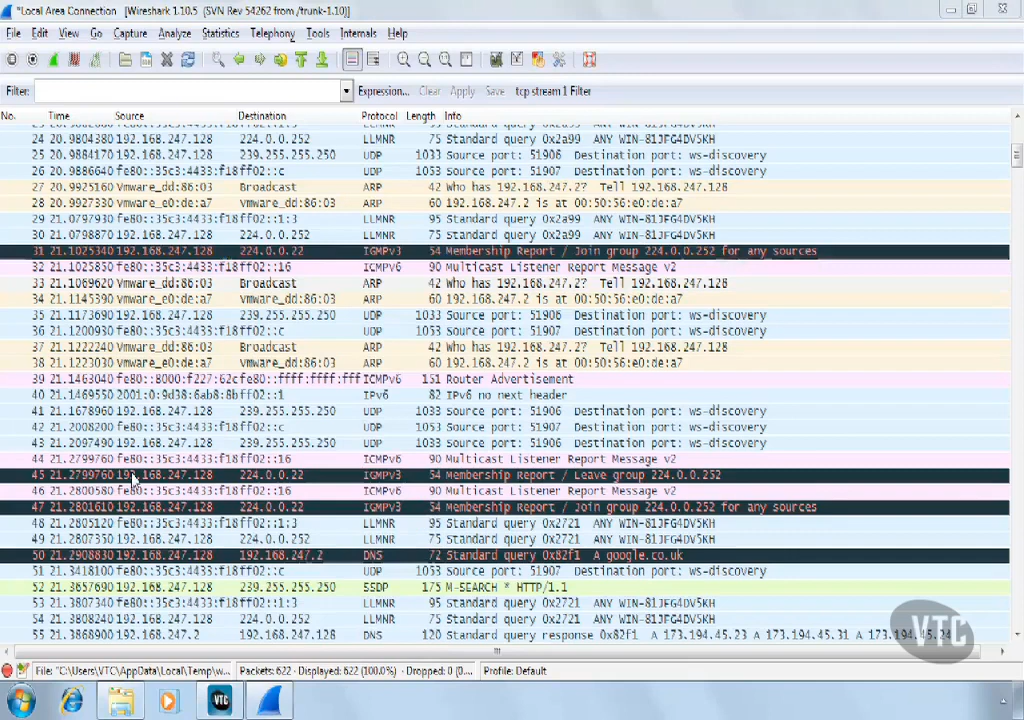 *Local Area Connection [Wireshark 1.10.5 (SVN Rev 54262 from /trunk-1.10)]
File Edit View Go Capture Analyze Statistics Telephony Tools Internals Help
Filter: Expression... Clear Apply Save tcp stream 1 Filter
No. Time Source Destination Protocol Length Info
24 20.9804380 192.168.247.128 224.0.0.252 LLMNR 75 Standard query 0x2a99 ANY WIN-81JFG4DV5KH
25 20.9884170 192.168.247.128 239.255.255.250 UDP 1033 Source port: 51906 Destination port: ws-discovery
26 20.9886640 fe80::35c3:4433:f18 ff02::c UDP 1053 Source port: 51907 Destination port: ws-discovery
27 20.9925160 Vmware_dd:86:03 Broadcast ARP 42 Who has 192.168.247.2? Tell 192.168.247.128
28 20.9927330 Vmware_e0:de:a7 Vmware_dd:86:03 ARP 60 192.168.247.2 is at 00:50:56:e0:de:a7
29 21.0797930 fe80::35c3:4433:f18 ff02::1:3 LLMNR 95 Standard query 0x2a99 ANY WIN-81JFG4DV5KH
30 21.0798870 192.168.247.128 224.0.0.252 LLMNR 75 Standard query 0x2a99 ANY WIN-81JFG4DV5KH
31 21.1025340 192.168.247.128 224.0.0.22 IGMPv3 54 Membership Report / Join group 224.0.0.252 for any sources
32 21.1025850 fe80::35c3:4433:f18 ff02::16 ICMPv6 90 Multicast Listener Report Message v2
33 21.1069620 Vmware_dd:86:03 Broadcast ARP 42 Who has 192.168.247.2? Tell 192.168.247.128
34 21.1145390 Vmware_e0:de:a7 Vmware_dd:86:03 ARP 60 192.168.247.2 is at 00:50:56:e0:de:a7
35 21.1173690 192.168.247.128 239.255.255.250 UDP 1033 Source port: 51906 Destination port: ws-discovery
36 21.1200930 fe80::35c3:4433:f18 ff02::c UDP 1053 Source port: 51907 Destination port: ws-discovery
37 21.1222240 Vmware_dd:86:03 Broadcast ARP 42 Who has 192.168.247.2? Tell 192.168.247.128
38 21.1223030 Vmware_e0:de:a7 Vmware_dd:86:03 ARP 60 192.168.247.2 is at 00:50:56:e0:de:a7
39 21.1463040 fe80::8000:f227:62c fe80::ffff:ffff:fff ICMPv6 151 Router Advertisement
40 21.1469550 2001:0:9d38:6ab8:8b ff02::1 IPv6 82 IPv6 no next header
41 21.1678960 192.168.247.128 239.255.255.250 UDP 1033 Source port: 51906 Destination port: ws-discovery
42 21.2008200 fe80::35c3:4433:f18 ff02::c UDP 1053 Source port: 51907 Destination port: ws-discovery
43 21.2097490 192.168.247.128 239.255.255.250 UDP 1033 Source port: 51906 Destination port: ws-discovery
44 21.2799760 fe80::35c3:4433:f18 ff02::16 ICMPv6 90 Multicast Listener Report Message v2
45 21.2799760 192.168.247.128 224.0.0.22 IGMPv3 54 Membership Report / Leave group 224.0.0.252
46 21.2800580 fe80::35c3:4433:f18 ff02::16 ICMPv6 90 Multicast Listener Report Message v2
47 21.2801610 192.168.247.128 224.0.0.22 IGMPv3 54 Membership Report / Join group 224.0.0.252 for any sources
48 21.2805120 fe80::35c3:4433:f18 ff02::1:3 LLMNR 95 Standard query 0x2721 ANY WIN-81JFG4DV5KH
49 21.2807350 192.168.247.128 224.0.0.252 LLMNR 75 Standard query 0x2721 ANY WIN-81JFG4DV5KH
50 21.2908830 192.168.247.128 192.168.247.2 DNS 72 Standard query 0x82f1 A google.co.uk
51 21.3418100 fe80::35c3:4433:f18 ff02::c UDP 1053 Source port: 51907 Destination port: ws-discovery
52 21.3657690 192.168.247.128 239.255.255.250 SSDP 175 M-SEARCH * HTTP/1.1
53 21.3807340 fe80::35c3:4433:f18 ff02::1:3 LLMNR 95 Standard query 0x2721 ANY WIN-81JFG4DV5KH
54 21.3808240 192.168.247.128 224.0.0.252 LLMNR 75 Standard query 0x2721 ANY WIN-81JFG4DV5KH
55 21.3868900 192.168.247.2 192.168.247.128 DNS 120 Standard query response 0x82f1 A 173.194.45.23 A 173.194.45.31 A 173.194.45.24
VTC
File: "C:\Users\VTC\AppData\Local\Temp\w... Packets: 622 · Displayed: 622 (100.0%) · Dropped: 0 (0.... Profile: Default
VTC